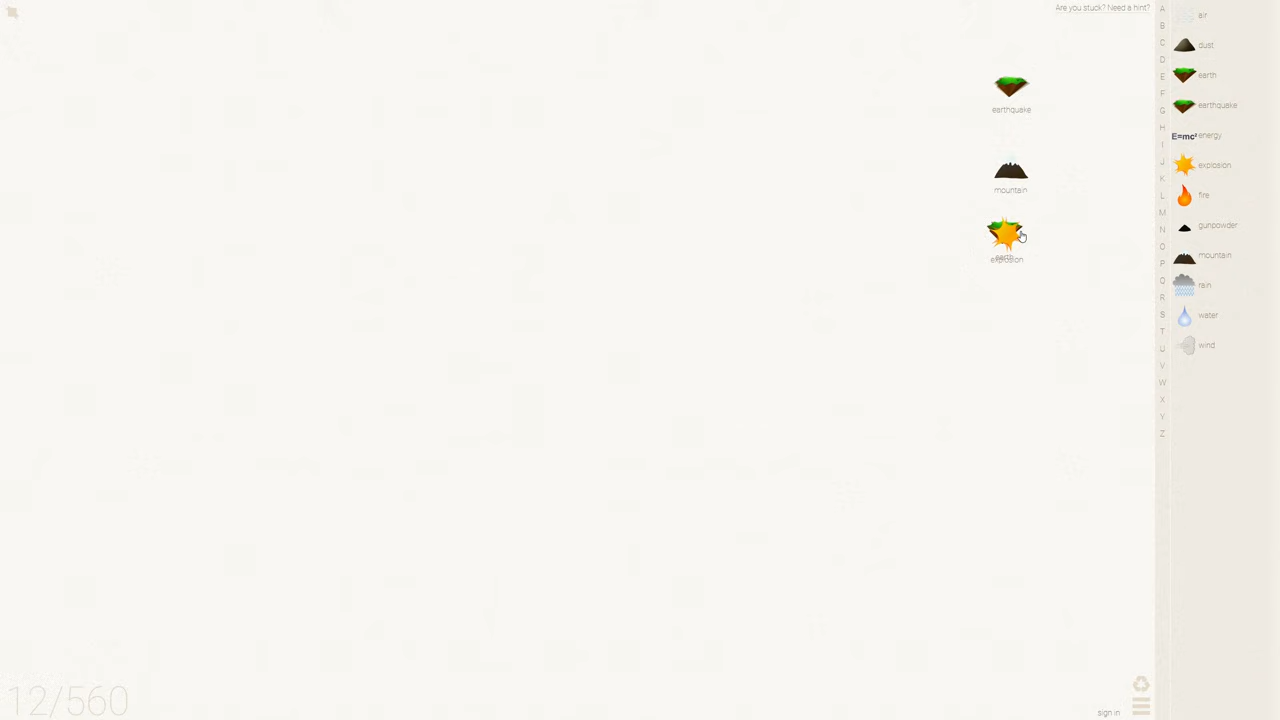 Are you stuck? Need a hint?
earthquake
mountain
earth
explosion
12/560
sign in
A
B
C
D
E
F
G
H
I
J
K
L
M
N
O
P
Q
R
S
T
U
V
W
X
Y
Z
air
dust
earth
earthquake
E=mc² energy
explosion
fire
gunpowder
mountain
rain
water
wind